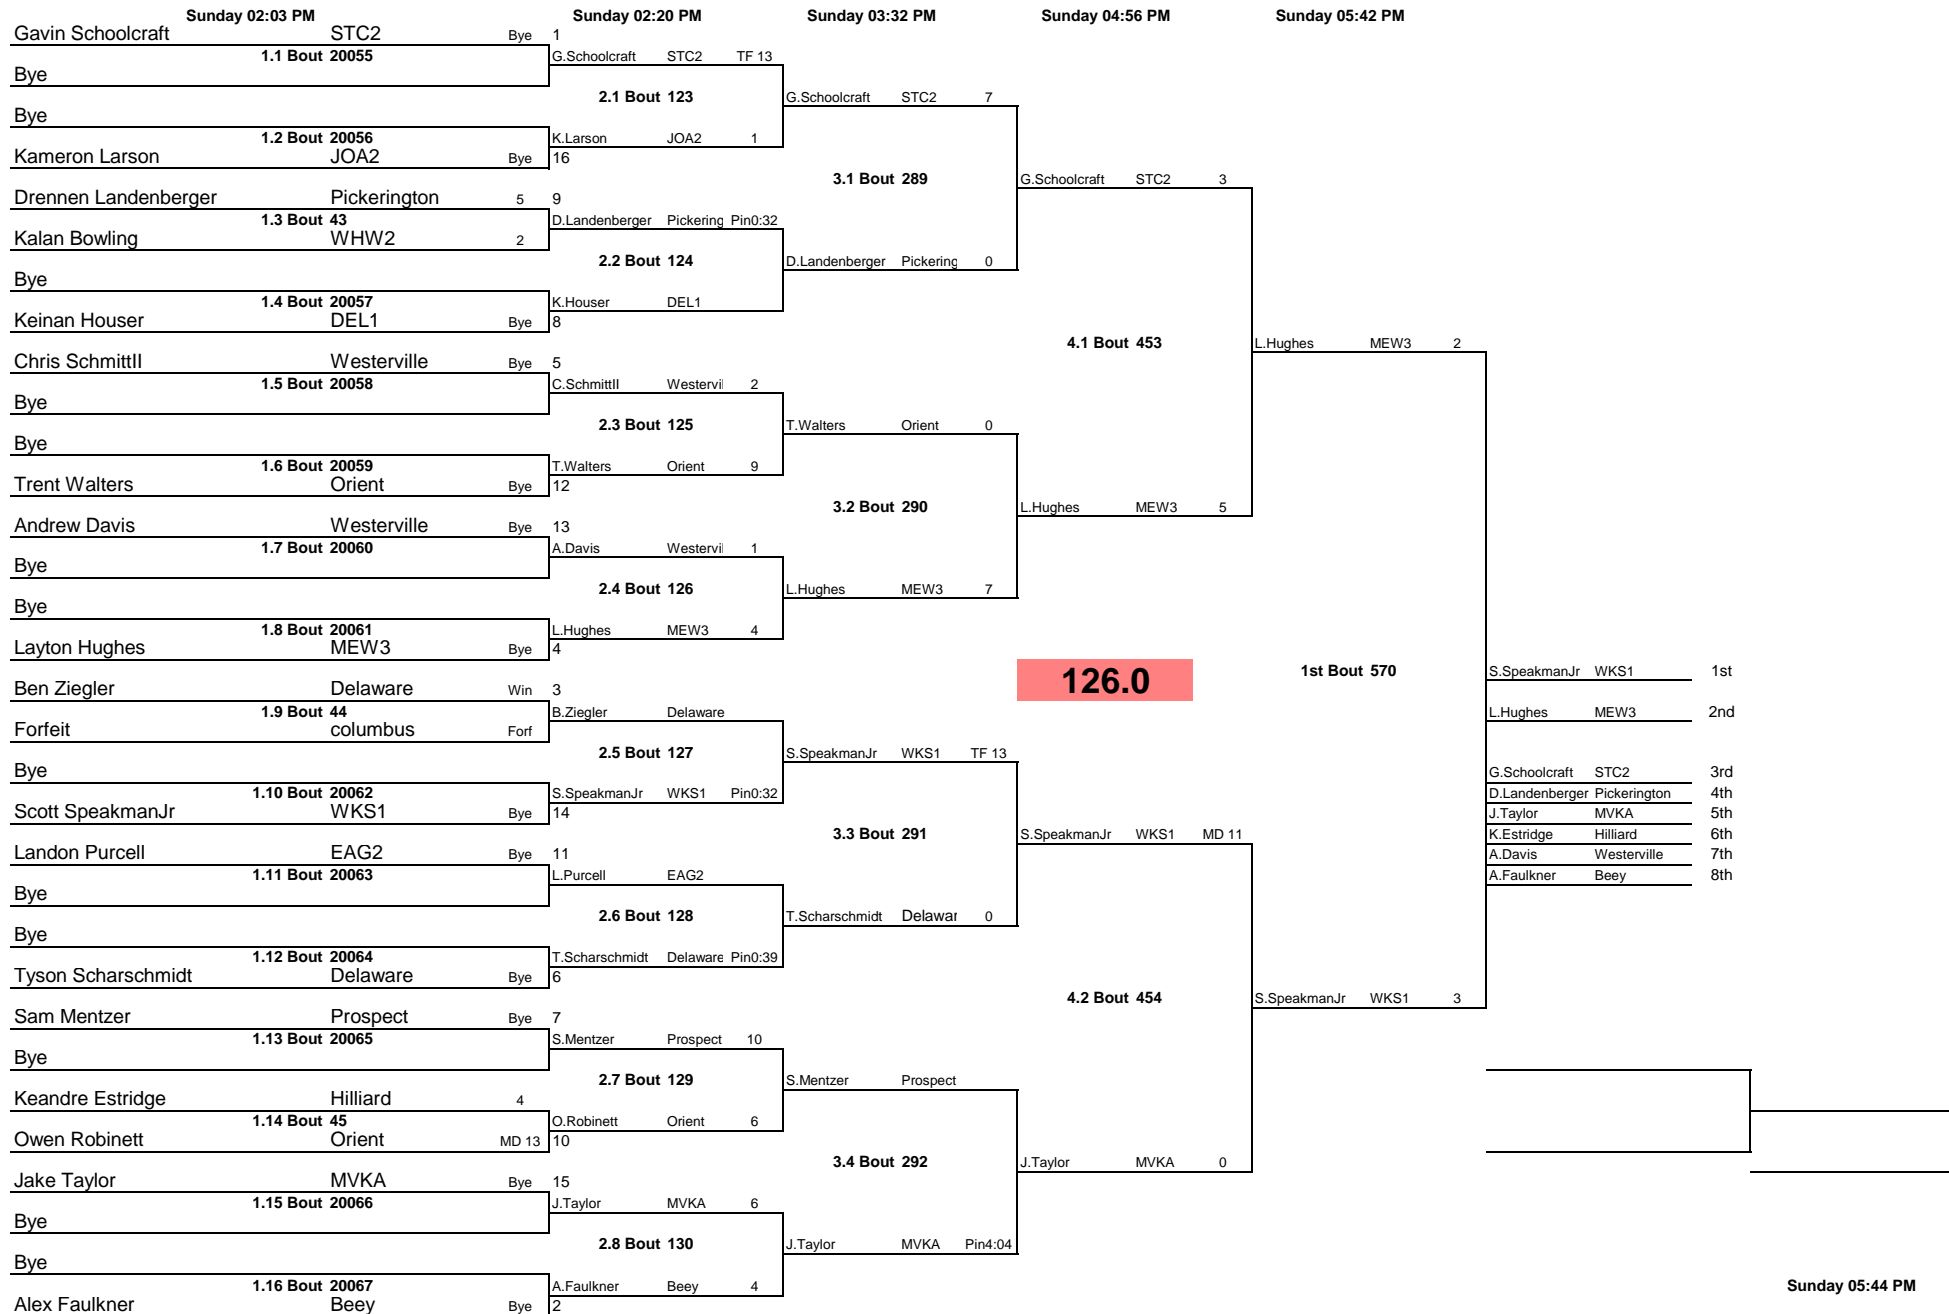 Sunday 02:03 PM Sunday 02:20 PM Sunday 03:32 PM Sunday 04:56 PM Sunday 05:42 PM
Gavin Schoolcraft STC2 Bye 1
1.1 Bout 20055 G.Schoolcraft STC2 TF 13
Bye
2.1 Bout 123 G.Schoolcraft STC2 7
Bye
1.2 Bout 20056 K.Larson JOA2 1
Kameron Larson JOA2 Bye 16
3.1 Bout 289 G.Schoolcraft STC2 3
Drennen Landenberger Pickerington 5 9
1.3 Bout 43 D.Landenberger Pickering Pin0:32
Kalan Bowling WHW2 2
2.2 Bout 124 D.Landenberger Pickering 0
Bye
1.4 Bout 20057 K.Houser DEL1
Keinan Houser DEL1 Bye 8
4.1 Bout 453 L.Hughes MEW3 2
Chris SchmittII Westerville Bye 5
1.5 Bout 20058 C.SchmittII Westervil 2
Bye
2.3 Bout 125 T.Walters Orient 0
Bye
1.6 Bout 20059 T.Walters Orient 9
Trent Walters Orient Bye 12
3.2 Bout 290 L.Hughes MEW3 5
Andrew Davis Westerville Bye 13
1.7 Bout 20060 A.Davis Westervil 1
Bye
2.4 Bout 126 L.Hughes MEW3 7
Bye
1.8 Bout 20061 L.Hughes MEW3 4
Layton Hughes MEW3 Bye 4
126.0 1st Bout 570 S.SpeakmanJr WKS1 1st
Ben Ziegler Delaware Win 3
1.9 Bout 44 B.Ziegler Delaware L.Hughes MEW3 2nd
Forfeit columbus Forf
2.5 Bout 127 S.SpeakmanJr WKS1 TF 13
Bye G.Schoolcraft STC2 3rd
1.10 Bout 20062 S.SpeakmanJr WKS1 Pin0:32 D.Landenberger Pickerington 4th
Scott SpeakmanJr WKS1 Bye 14 J.Taylor MVKA 5th
3.3 Bout 291 S.SpeakmanJr WKS1 MD 11 K.Estridge Hilliard 6th
Landon Purcell EAG2 Bye 11 A.Davis Westerville 7th
1.11 Bout 20063 L.Purcell EAG2 A.Faulkner Beey 8th
Bye
2.6 Bout 128 T.Scharschmidt Delawar 0
Bye
1.12 Bout 20064 T.Scharschmidt Delaware Pin0:39
Tyson Scharschmidt Delaware Bye 6
4.2 Bout 454 S.SpeakmanJr WKS1 3
Sam Mentzer Prospect Bye 7
1.13 Bout 20065 S.Mentzer Prospect 10
Bye
2.7 Bout 129 S.Mentzer Prospect
Keandre Estridge Hilliard 4
1.14 Bout 45 O.Robinett Orient 6
Owen Robinett Orient MD 13 10
3.4 Bout 292 J.Taylor MVKA 0
Jake Taylor MVKA Bye 15
1.15 Bout 20066 J.Taylor MVKA 6
Bye
2.8 Bout 130 J.Taylor MVKA Pin4:04
Bye
1.16 Bout 20067 A.Faulkner Beey 4 Sunday 05:44 PM
Alex Faulkner Beey Bye 2